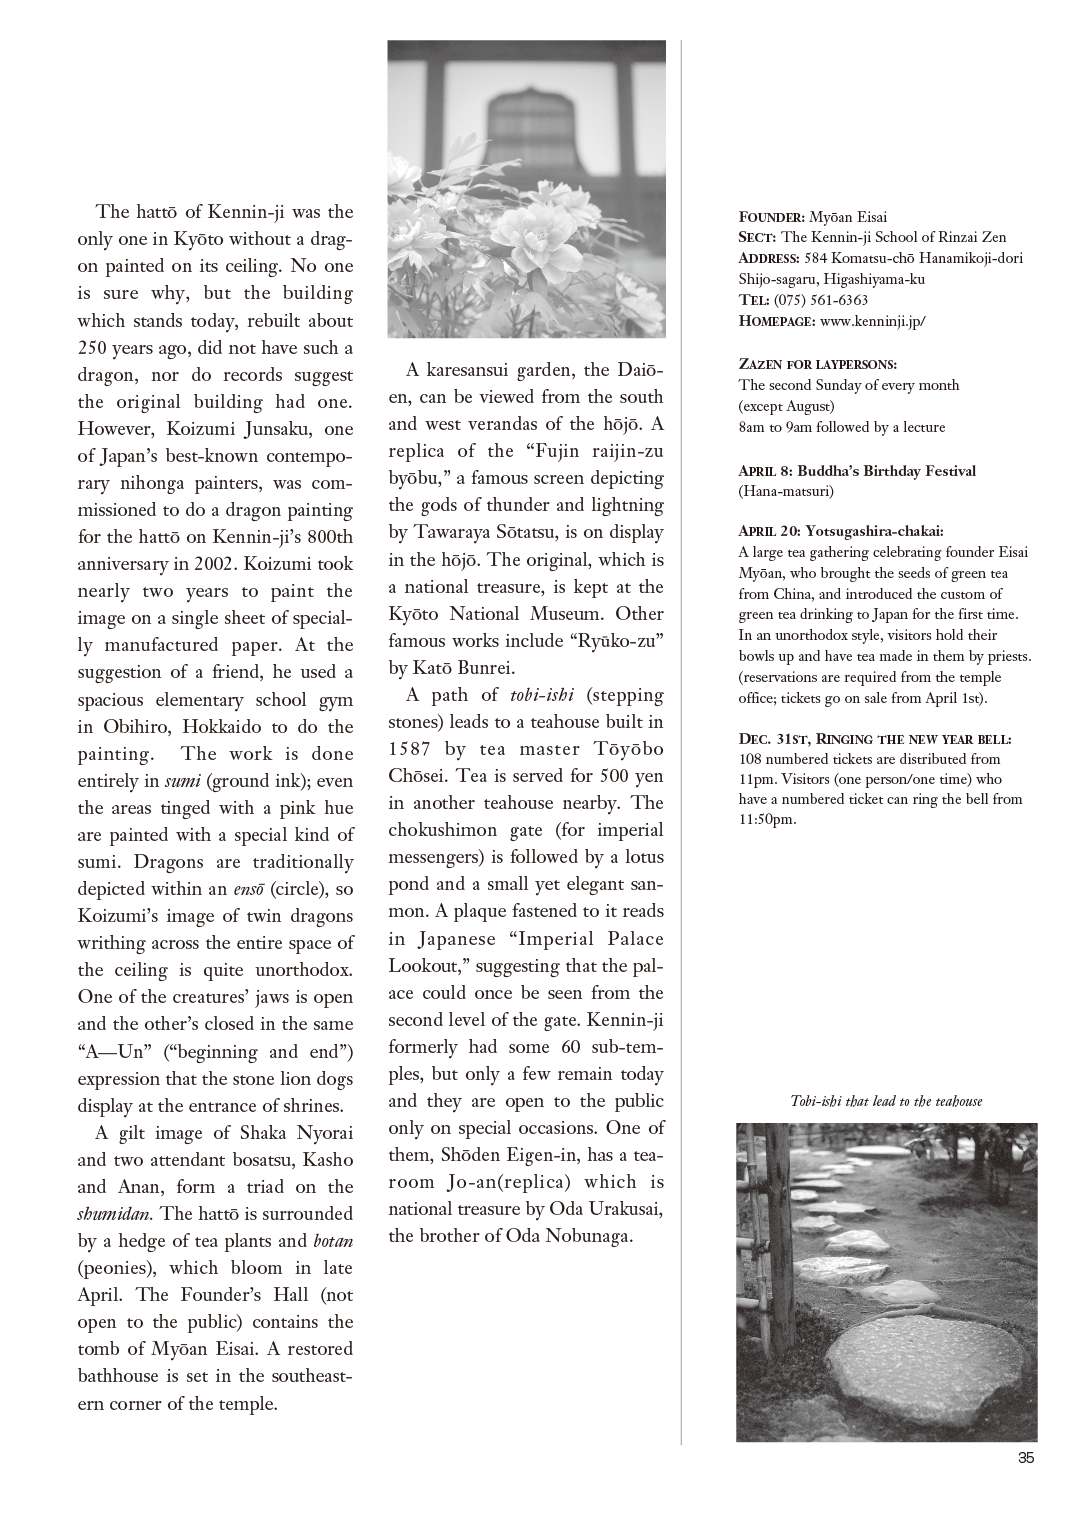 The hattō of Kennin-ji was the
only one in Kyōto without a drag-
on painted on its ceiling. No one
is sure why, but the building
which stands today, rebuilt about
250 years ago, did not have such a
dragon, nor do records suggest
the original building had one.
However, Koizumi Junsaku, one
of Japan’s best-known contempo-
rary nihonga painters, was com-
missioned to do a dragon painting
for the hattō on Kennin-ji’s 800th
anniversary in 2002. Koizumi took
nearly two years to paint the
image on a single sheet of special-
ly manufactured paper. At the
suggestion of a friend, he used a
spacious elementary school gym
in Obihiro, Hokkaido to do the
painting. The work is done
entirely in sumi (ground ink); even
the areas tinged with a pink hue
are painted with a special kind of
sumi. Dragons are traditionally
depicted within an ensō (circle), so
Koizumi’s image of twin dragons
writhing across the entire space of
the ceiling is quite unorthodox.
One of the creatures’ jaws is open
and the other’s closed in the same
“A—Un” (“beginning and end”)
expression that the stone lion dogs
display at the entrance of shrines.
A gilt image of Shaka Nyorai
and two attendant bosatsu, Kasho
and Anan, form a triad on the
shumidan. The hattō is surrounded
by a hedge of tea plants and botan
(peonies), which bloom in late
April. The Founder’s Hall (not
open to the public) contains the
tomb of Myōan Eisai. A restored
bathhouse is set in the southeast-
ern corner of the temple.
A karesansui garden, the Daiō-
en, can be viewed from the south
and west verandas of the hōjō. A
replica of the “Fujin raijin-zu
byōbu,” a famous screen depicting
the gods of thunder and lightning
by Tawaraya Sōtatsu, is on display
in the hōjō. The original, which is
a national treasure, is kept at the
Kyōto National Museum. Other
famous works include “Ryūko-zu”
by Katō Bunrei.
A path of tobi-ishi (stepping
stones) leads to a teahouse built in
1587 by tea master Tōyōbo
Chōsei. Tea is served for 500 yen
in another teahouse nearby. The
chokushimon gate (for imperial
messengers) is followed by a lotus
pond and a small yet elegant san-
mon. A plaque fastened to it reads
in Japanese “Imperial Palace
Lookout,” suggesting that the pal-
ace could once be seen from the
second level of the gate. Kennin-ji
formerly had some 60 sub-tem-
ples, but only a few remain today
and they are open to the public
only on special occasions. One of
them, Shōden Eigen-in, has a tea-
room Jo-an(replica) which is
national treasure by Oda Urakusai,
the brother of Oda Nobunaga.
FOUNDER: Myōan Eisai
SECT: The Kennin-ji School of Rinzai Zen
ADDRESS: 584 Komatsu-chō Hanamikoji-dori
Shijo-sagaru, Higashiyama-ku
TEL: (075) 561-6363
HOMEPAGE: www.kenninji.jp/
ZAZEN FOR LAYPERSONS:
The second Sunday of every month
(except August)
8am to 9am followed by a lecture
APRIL 8: Buddha’s Birthday Festival
(Hana-matsuri)
APRIL 20: Yotsugashira-chakai:
A large tea gathering celebrating founder Eisai
Myōan, who brought the seeds of green tea
from China, and introduced the custom of
green tea drinking to Japan for the first time.
In an unorthodox style, visitors hold their
bowls up and have tea made in them by priests.
(reservations are required from the temple
office; tickets go on sale from April 1st).
DEC. 31ST, RINGING THE NEW YEAR BELL:
108 numbered tickets are distributed from
11pm. Visitors (one person/one time) who
have a numbered ticket can ring the bell from
11:50pm.
Tobi-ishi that lead to the teahouse
35